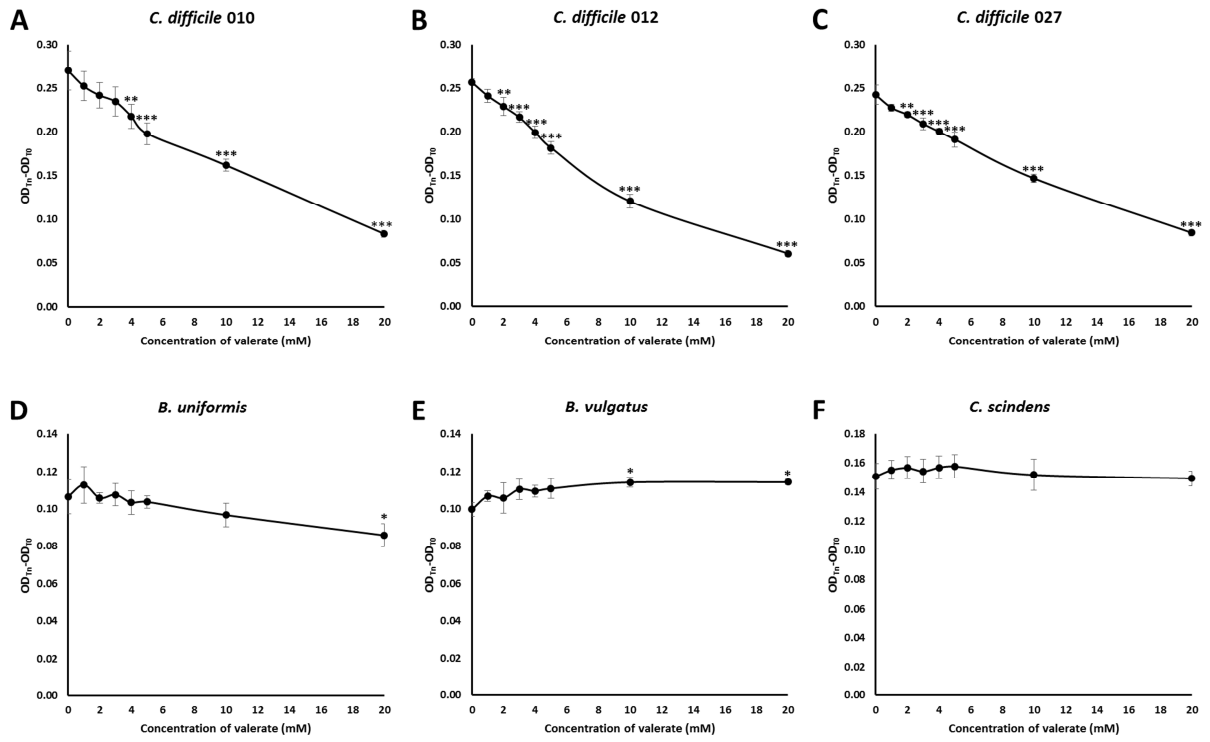 A
C. difficile 010
0.30
0.25
0.20
0.15
0.10
0.05
0.00
OD_Tn-OD_T0
**
***
***
***
0 2 4 6 8 10 12 14 16 18 20
Concentration of valerate (mM)
B
C. difficile 012
0.30
0.25
0.20
0.15
0.10
0.05
0.00
**
***
***
***
***
***
0 2 4 6 8 10 12 14 16 18 20
Concentration of valerate (mM)
C
C. difficile 027
0.30
0.25
0.20
0.15
0.10
0.05
0.00
OD_Tn-OD_T0
**
***
***
***
***
***
0 2 4 6 8 10 12 14 16 18 20
Concentration of valerate (mM)
D
B. uniformis
0.14
0.12
0.10
0.08
0.06
0.04
0.02
0.00
OD_Tn-OD_T0
*
0 2 4 6 8 10 12 14 16 18 20
Concentration of valerate (mM)
E
B. vulgatus
0.14
0.12
0.10
0.08
0.06
0.04
0.02
0.00
OD_Tn-OD_T0
*
*
0 2 4 6 8 10 12 14 16 18 20
Concentration of valerate (mM)
F
C. scindens
0.18
0.16
0.14
0.12
0.10
0.08
0.06
0.04
0.02
0.00
OD_Tn-OD_T0
0 2 4 6 8 10 12 14 16 18 20
Concentration of valerate (mM)